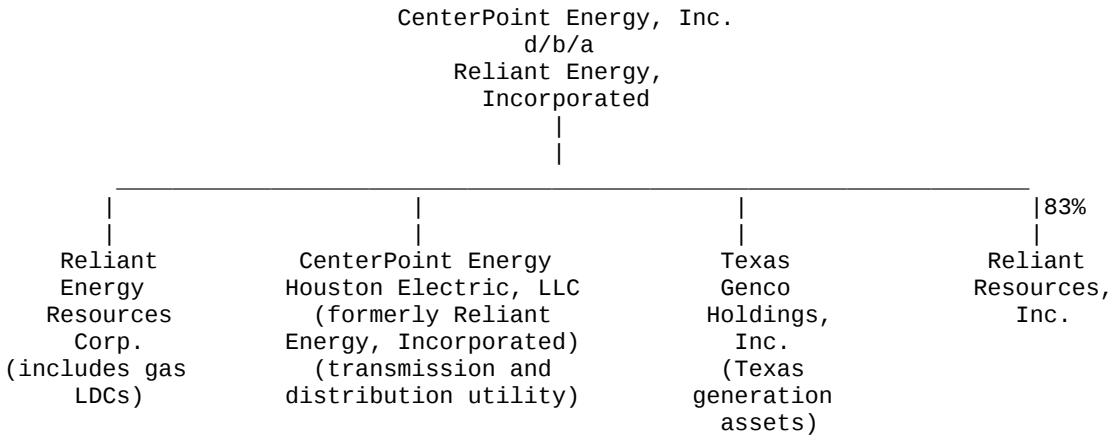 CenterPoint Energy, Inc.
d/b/a
Reliant Energy,
Incorporated
83%
Reliant CenterPoint Energy Texas Reliant
Energy Houston Electric, LLC Genco Resources,
Resources (formerly Reliant Holdings, Inc.
Corp. Energy, Incorporated) Inc.
(includes gas (transmission and (Texas
LDCs) distribution utility) generation
assets)